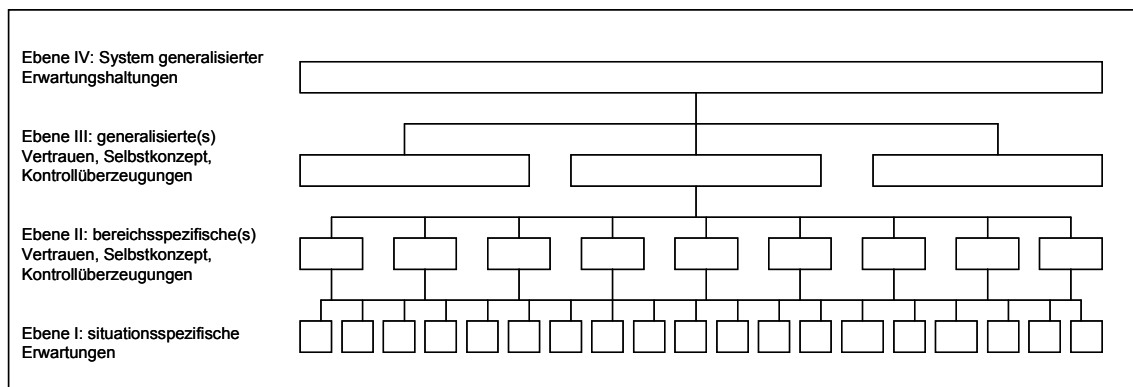 Ebene IV: System generalisierter
Erwartungshaltungen
Ebene III: generalisierte(s)
Vertrauen, Selbstkonzept,
Kontrollüberzeugungen
Ebene II: bereichsspezifische(s)
Vertrauen, Selbstkonzept,
Kontrollüberzeugungen
Ebene I: situationsspezifische
Erwartungen